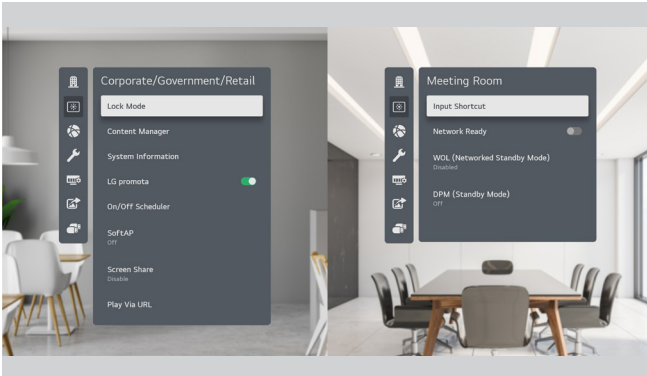 Corporate/Government/Retail
Lock Mode
Content Manager
System Information
LG promota
On/Off Scheduler
SoftAP
Off
Screen Share
Disable
Play Via URL
Meeting Room
Input Shortcut
Network Ready
WOL (Networked Standby Mode)
Disabled
DPM (Standby Mode)
Off